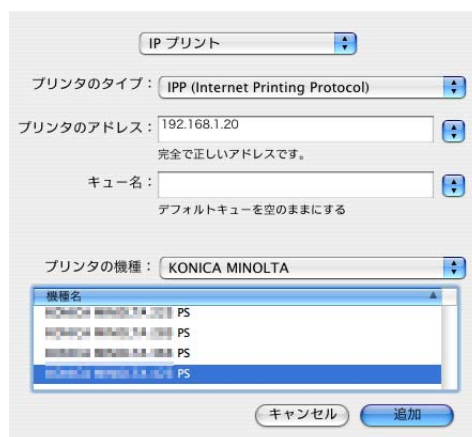 IP プリント
プリンタのタイプ： IPP (Internet Printing Protocol)
プリンタのアドレス： 192.168.1.20
完全で正しいアドレスです。
キュー名：
デフォルトキューを空のままにする
プリンタの機種： KONICA MINOLTA
機種名
PS
PS
PS
PS
キャンセル 追加